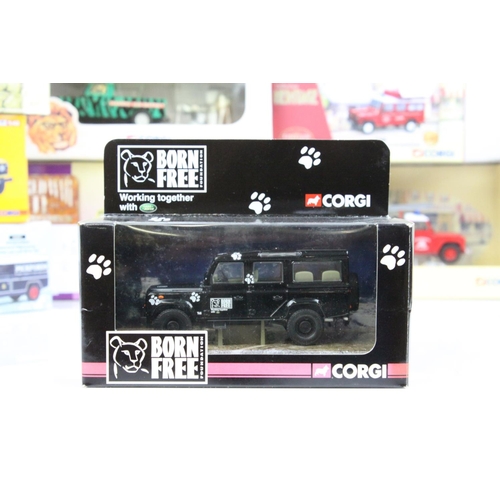 BORN
FREE
FOUNDATION
Working together
with
CORGI
BORN
FREE
FOUNDATION
CORGI